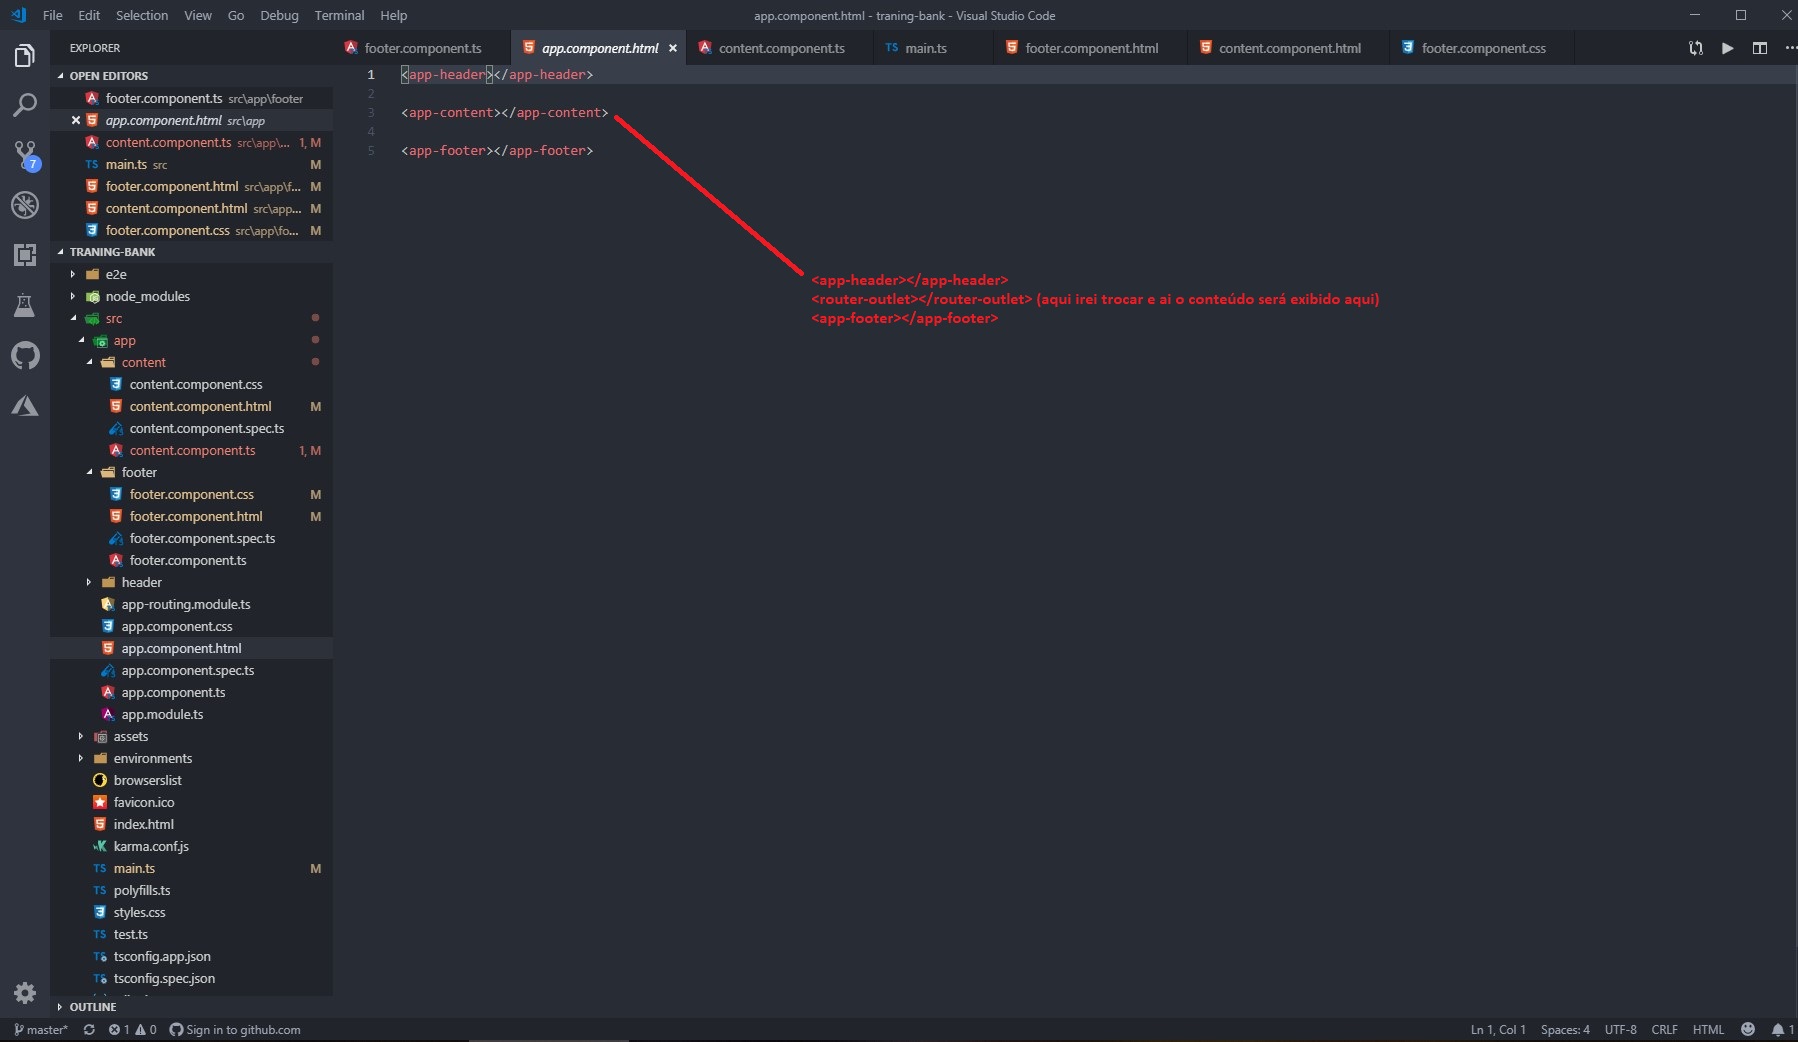 File Edit Selection View Go Debug Terminal Help
app.component.html - traning-bank - Visual Studio Code
EXPLORER
footer.component.ts
app.component.html
content.component.ts
TS main.ts
footer.component.html
content.component.html
footer.component.css
OPEN EDITORS
footer.component.ts src\app\footer
app.component.html src\app
content.component.ts src\app\... 1, M
TS main.ts src M
footer.component.html src\app\f... M
content.component.html src\app... M
footer.component.css src\app\fo... M
7
TRANING-BANK
e2e
node_modules
src
app
content
content.component.css
content.component.html M
content.component.spec.ts
content.component.ts 1, M
footer
footer.component.css M
footer.component.html M
footer.component.spec.ts
footer.component.ts
header
app-routing.module.ts
app.component.css
app.component.html
app.component.spec.ts
app.component.ts
app.module.ts
assets
environments
browserslist
favicon.ico
index.html
karma.conf.js
TS main.ts M
TS polyfills.ts
styles.css
TS test.ts
TS tsconfig.app.json
TS tsconfig.spec.json
OUTLINE
1 <app-header></app-header>
2
3 <app-content></app-content>
4
5 <app-footer></app-footer>
<app-header></app-header>
<router-outlet></router-outlet> (aqui irei trocar e ai o conteúdo será exibido aqui)
<app-footer></app-footer>
master* 1 0 Sign in to github.com
Ln 1, Col 1 Spaces: 4 UTF-8 CRLF HTML 1